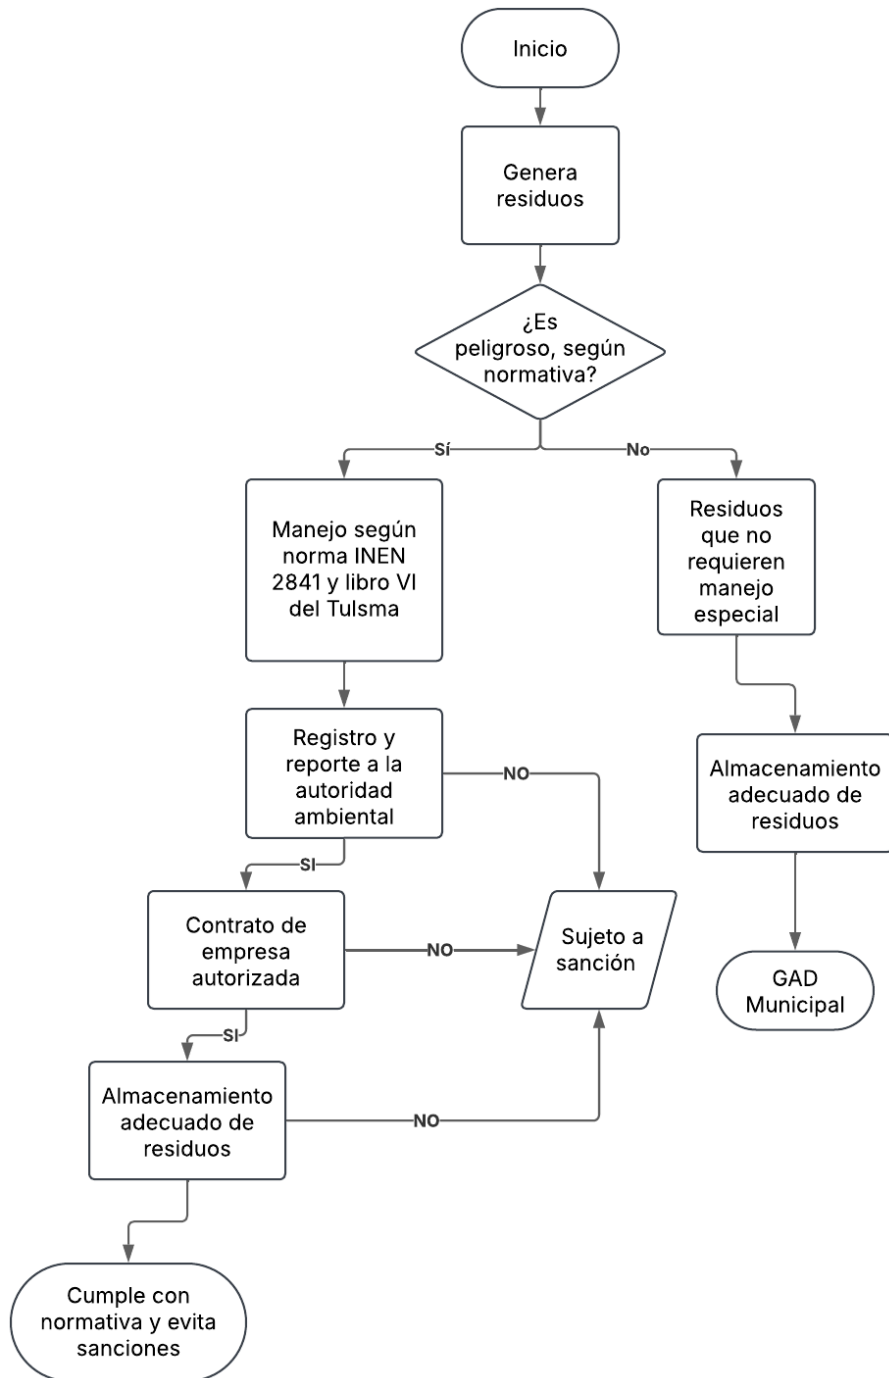 Inicio
Genera
residuos
¿Es
peligroso, según
normativa?
Sí
No
Manejo según
norma INEN
2841 y libro VI
del Tulsma
Residuos
que no
requieren
manejo
especial
Registro y
reporte a la
autoridad
ambiental
NO
Almacenamiento
adecuado de
residuos
SI
Contrato de
empresa
autorizada
NO
Sujeto a
sanción
GAD
Municipal
SI
Almacenamiento
adecuado de
residuos
NO
Cumple con
normativa y evita
sanciones